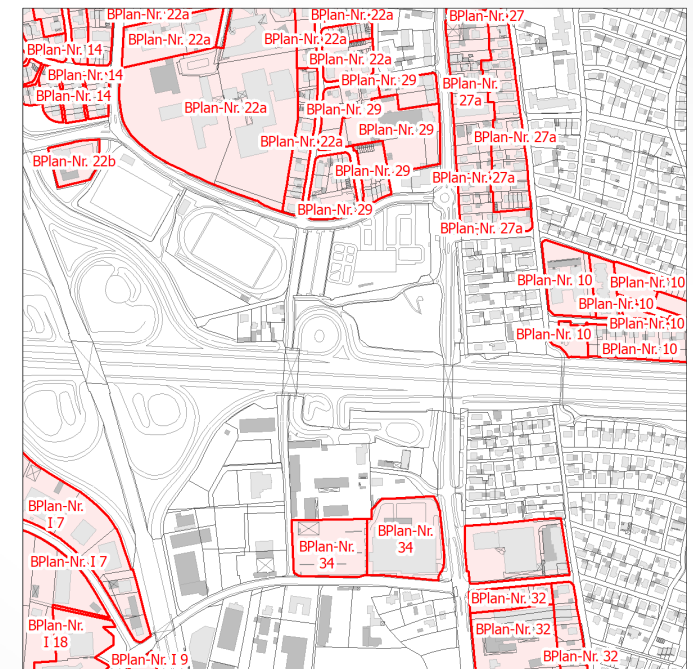 BPlan-Nr. 22a
BPlan-Nr. 22a
BPlan-Nr. 27
BPlan-Nr. 22a
BPlan-Nr. 22a
BPlan-Nr. 14
BPlan-Nr. 22a
BPlan-Nr. 14
BPlan-Nr. 29
BPlan-Nr.
27a
BPlan-Nr. 14
BPlan-Nr. 22a
BPlan-Nr. 29
BPlan-Nr. 29
BPlan-Nr. 27a
BPlan-Nr. 22a
BPlan-Nr. 22b
BPlan-Nr. 29
BPlan-Nr. 27a
BPlan-Nr. 29
BPlan-Nr. 27a
BPlan-Nr. 10
BPlan-Nr. 10
BPlan-Nr. 10
BPlan-Nr. 10
BPlan-Nr. 10
BPlan-Nr. 10
BPlan-Nr.
I 7
BPlan-Nr.
34
BPlan-Nr.
34
BPlan-Nr. I 7
BPlan-Nr. 32
BPlan-Nr.
I 18
BPlan-Nr. 32
BPlan-Nr. I 9
BPlan-Nr. 32